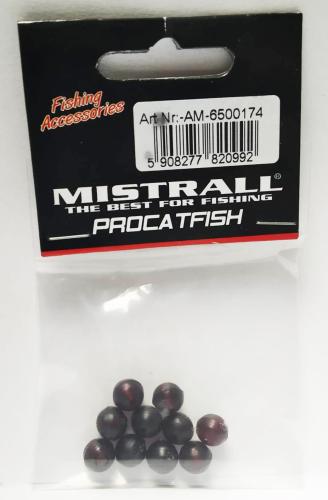 Fishing
Accessories
Art Nr:-AM-6500174
5 908277 820992
MISTRALL®
THE BEST FOR FISHING
PROCATFISH